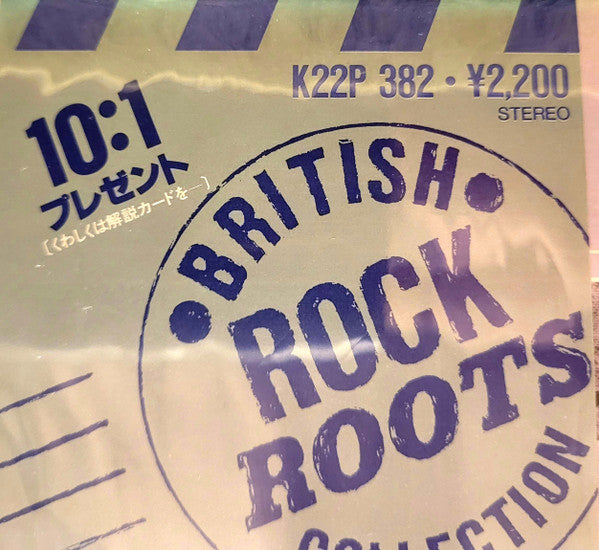 K22P 382・¥2,200
STEREO
10:1
プレゼント
[くわしくは解説カードを—]
BRITISH
ROCK
ROOTS
COLLECTION